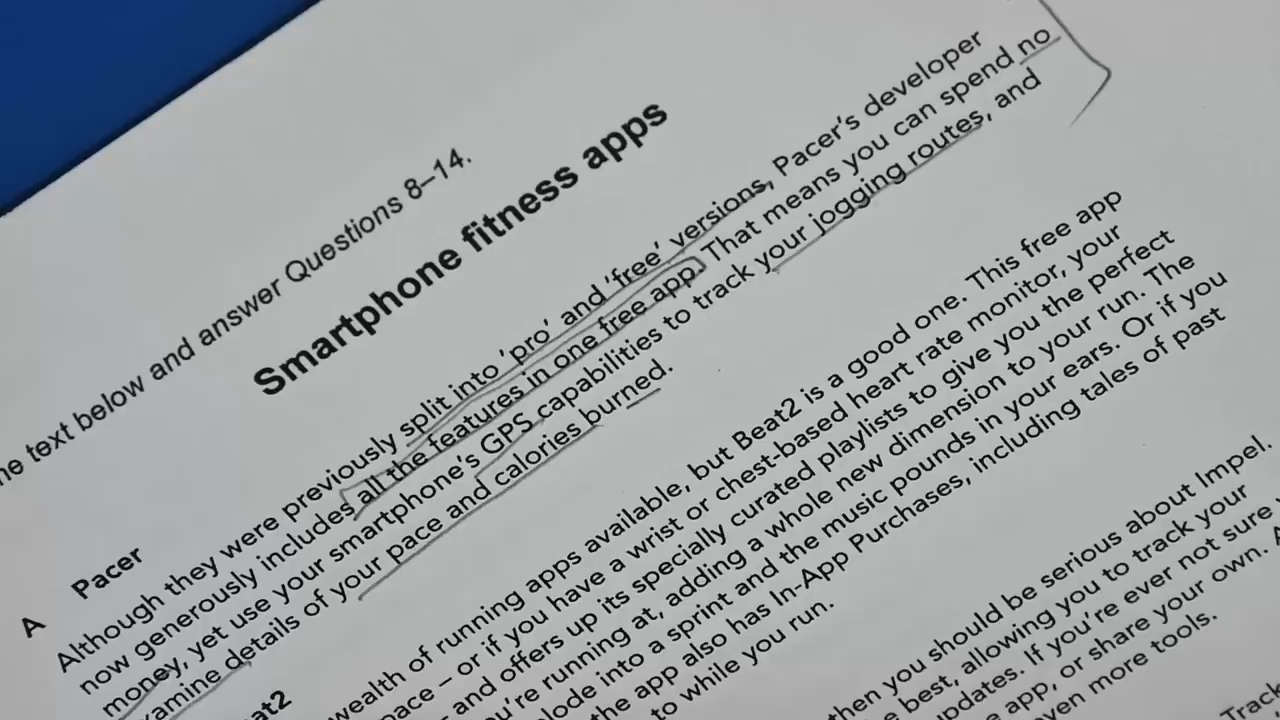 he text below and answer Questions 8–14.
Smartphone fitness apps
A Pacer
Although they were previously split into 'pro' and 'free' versions, Pacer's developer
now generously includes all the features in one free app. That means you can spend no
money, yet use your smartphone's GPS capabilities to track your jogging routes, and
amine details of your pace and calories burned.
at2
wealth of running apps available, but Beat2 is a good one. This free app
pace – or if you have a wrist or chest-based heart rate monitor, your
– and offers up its specially curated playlists to give you the perfect
u're running at, adding a whole new dimension to your run. The
lode into a sprint and the music pounds in your ears. Or if you
the app also has In-App Purchases, including tales of past
to while you run.
then you should be serious about Impel.
e best, allowing you to track your
updates. If you're ever not sure
e app, or share your own. A
ven more tools.
Track